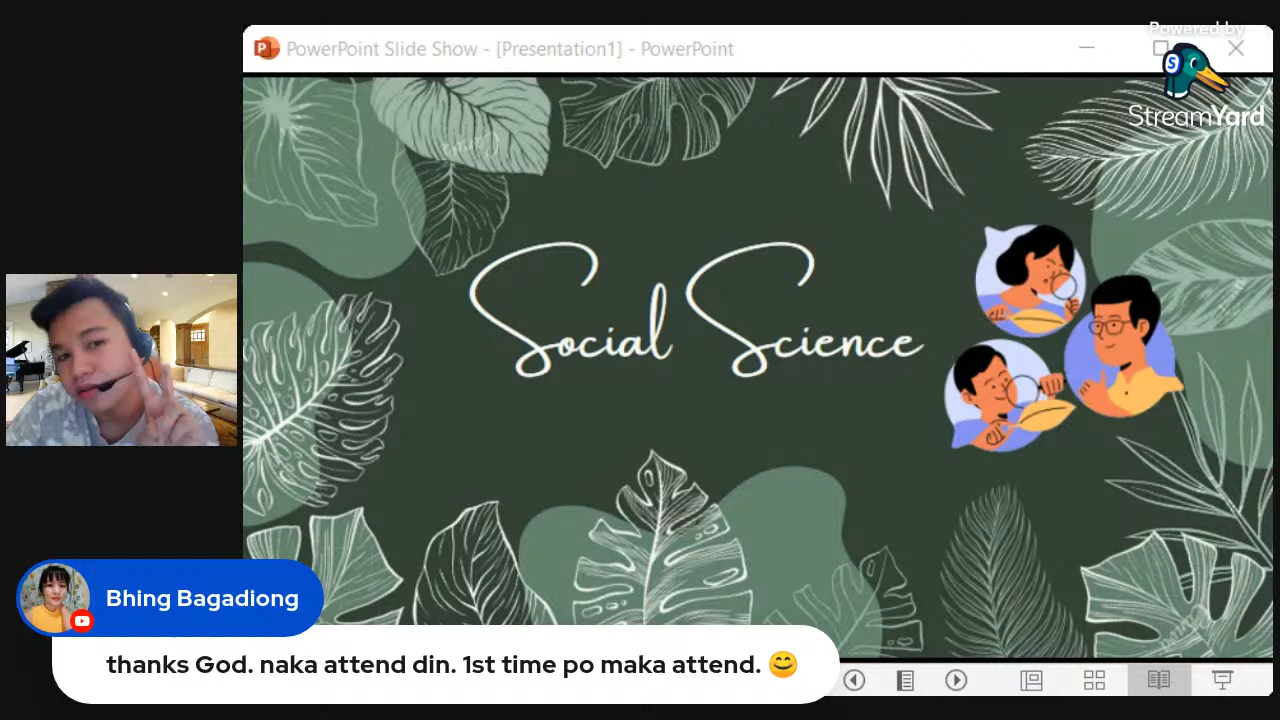 PowerPoint Slide Show - [Presentation1] - PowerPoint
Powered by
StreamYard
Social Science
Bhing Bagadiong
thanks God. naka attend din. 1st time po maka attend. 😊